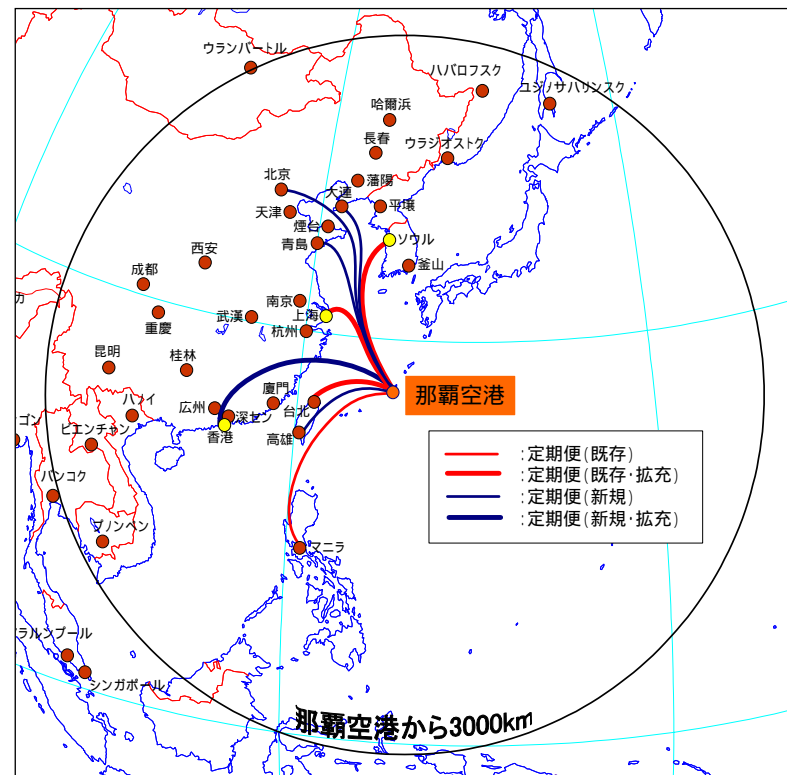 ウランバートル
ハバロフスク
ユジノサハリンスク
哈爾浜
長春
ウラジオストク
藩陽
北京
大連
平壌
天津
煙台
ソウル
青島
西安
釜山
成都
南京
上海
重慶
武漢
杭州
昆明
桂林
廈門
台北
那覇空港
広州
深セン
ハノイ
香港
高雄
ゴン
ビエンチャン
:定期便(既存)
:定期便(既存・拡充)
:定期便(新規)
:定期便(新規・拡充)
バンコク
プノンペン
マニラ
ラルンプール
シンガポール
那覇空港から3000km